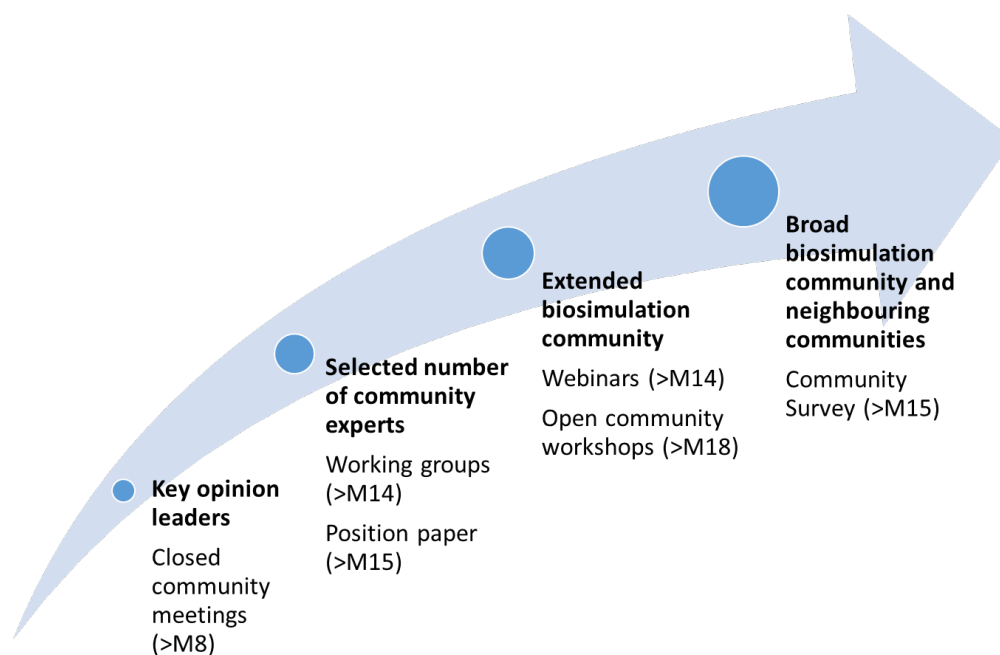 Key opinion
leaders
Closed
community
meetings
(>M8)
Selected number
of community
experts
Working groups
(>M14)
Position paper
(>M15)
Extended
biosimulation
community
Webinars (>M14)
Open community
workshops (>M18)
Broad
biosimulation
community and
neighbouring
communities
Community
Survey (>M15)